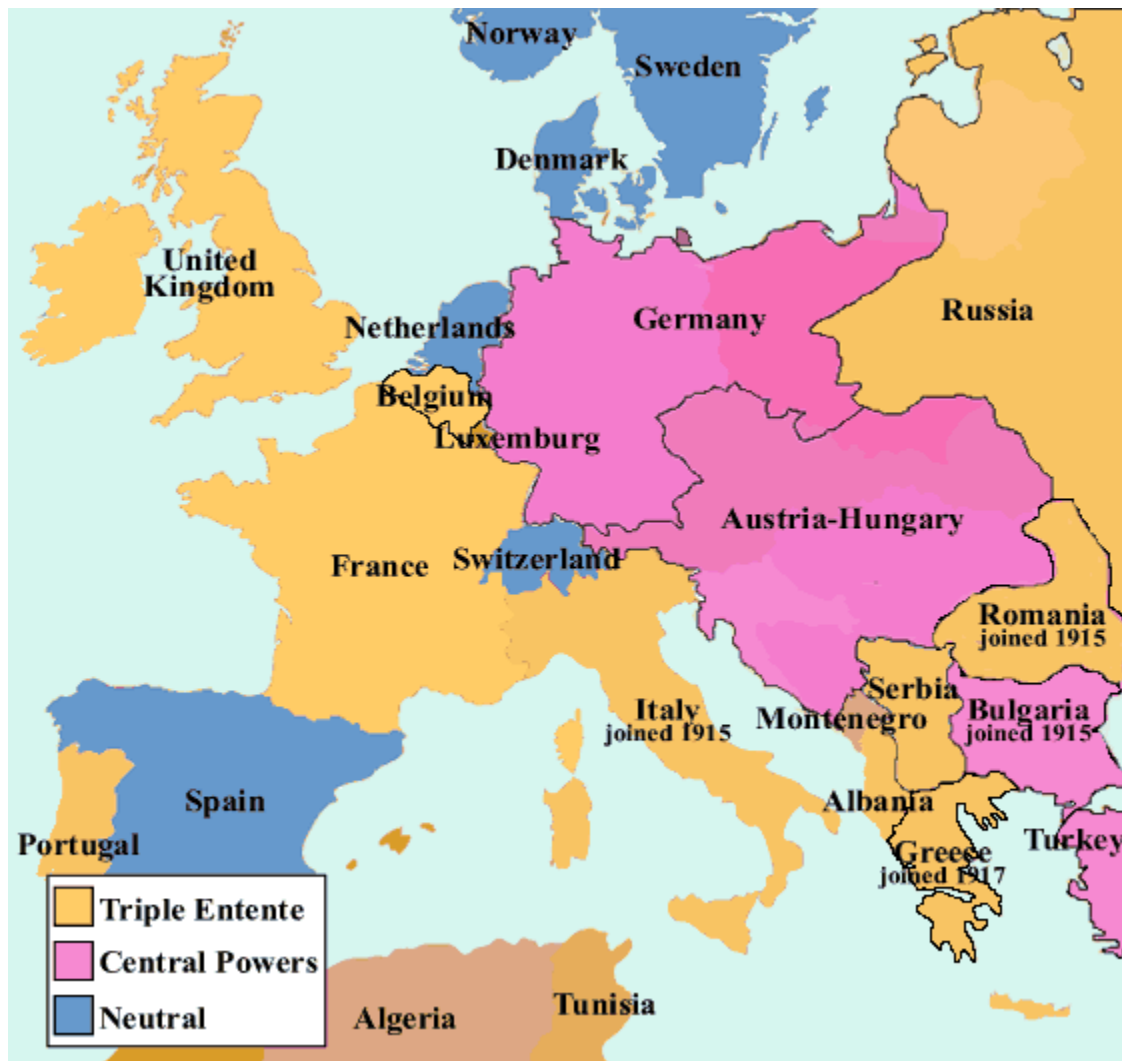 Norway
Sweden
Denmark
United
Kingdom
Netherlands
Germany
Russia
Belgium
Luxemburg
Austria-Hungary
France
Switzerland
Romania
joined 1915
Serbia
Italy
joined 1915
Montenegro
Bulgaria
joined 1915
Spain
Albania
Portugal
Greece
joined 1917
Turkey
Triple Entente
Central Powers
Neutral
Algeria
Tunisia